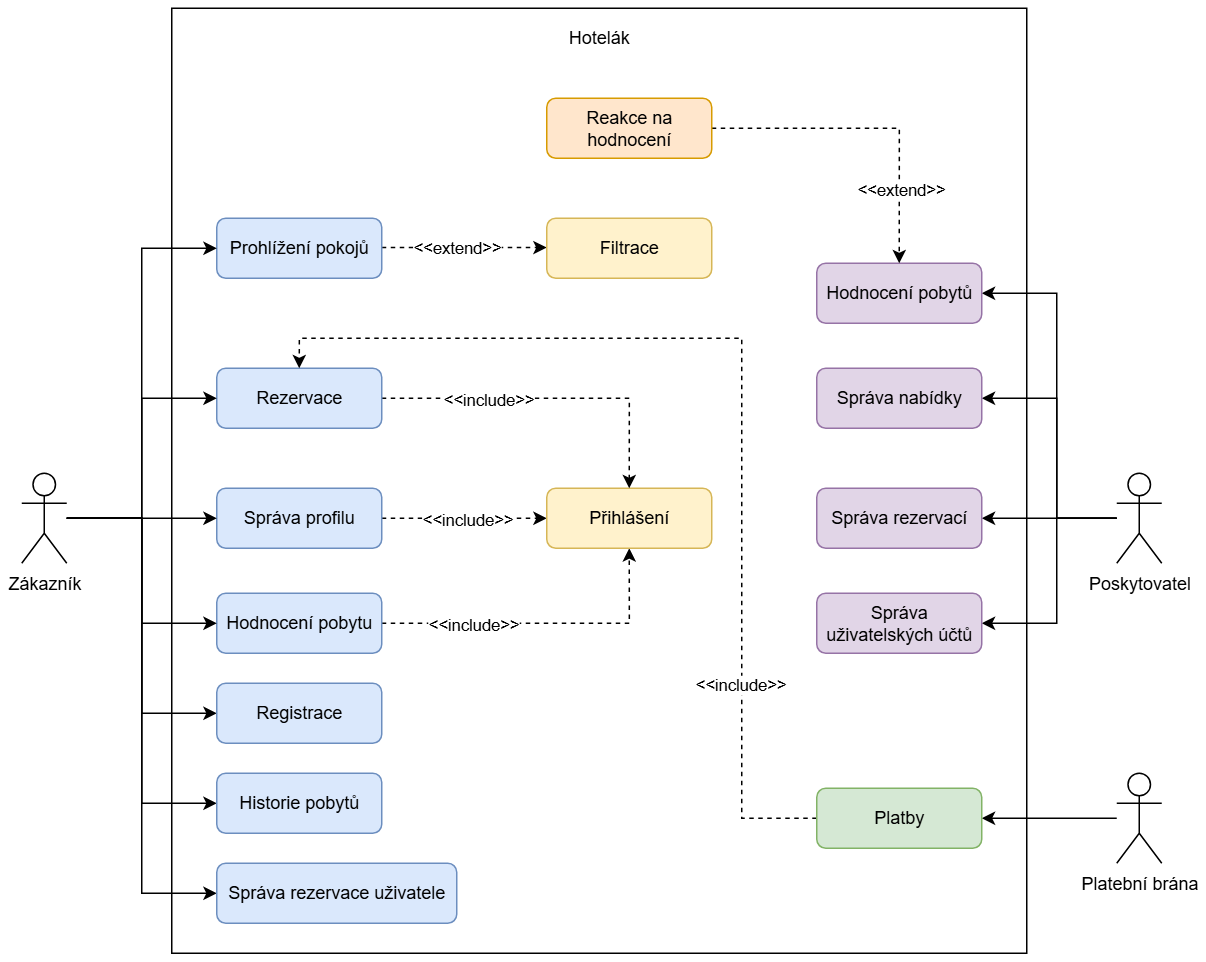 Hotelák
Reakce na
hodnocení
<<extend>>
Prohlížení pokojů
<<extend>>
Filtrace
Hodnocení pobytů
Rezervace
<<include>>
Správa nabídky
Zákazník
Správa profilu
<<include>>
Přihlášení
Správa rezervací
Poskytovatel
Hodnocení pobytu
<<include>>
Správa
uživatelských účtů
<<include>>
Registrace
Historie pobytů
Platby
Platební brána
Správa rezervace uživatele